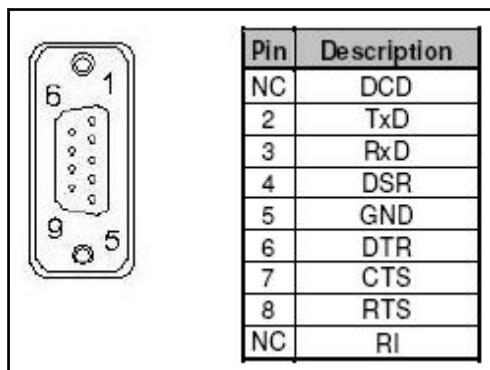 6 1
9 5
Pin Description
NC DCD
2 TxD
3 RxD
4 DSR
5 GND
6 DTR
7 CTS
8 RTS
NC RI